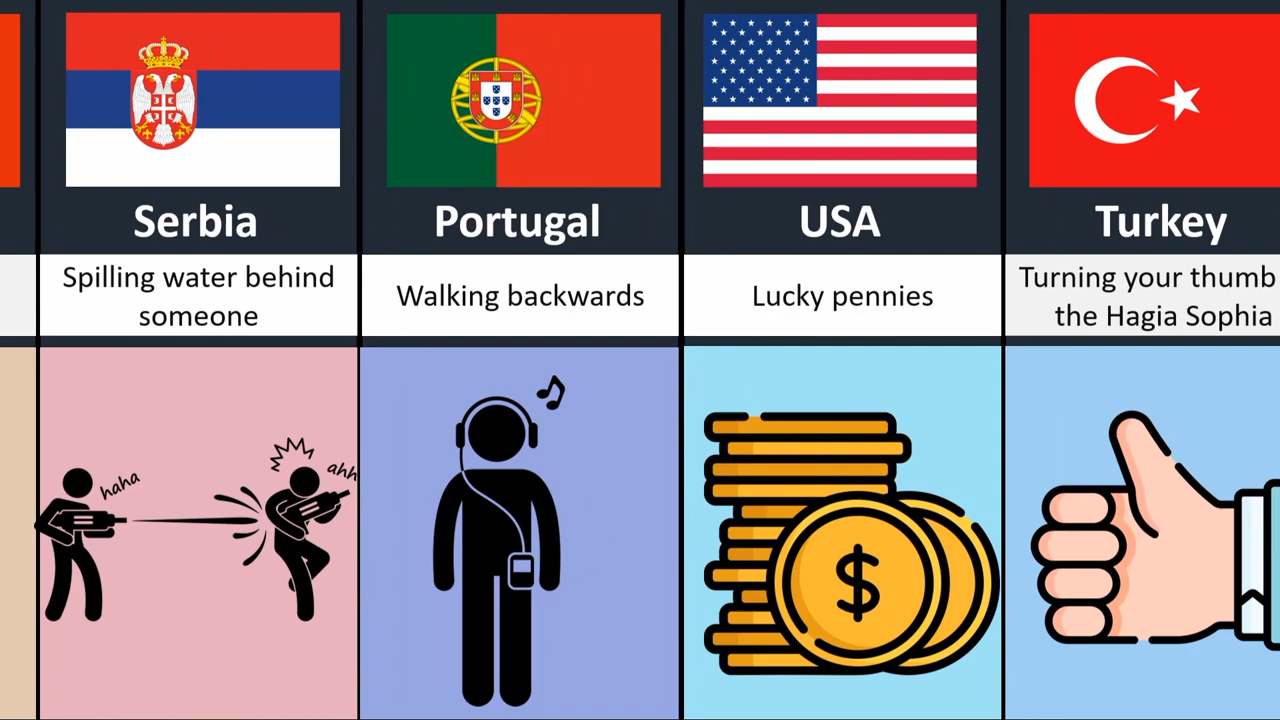 Serbia
Spilling water behind
someone
haha
ahh
Portugal
Walking backwards
USA
Lucky pennies
$
Turkey
Turning your thumb
the Hagia Sophia